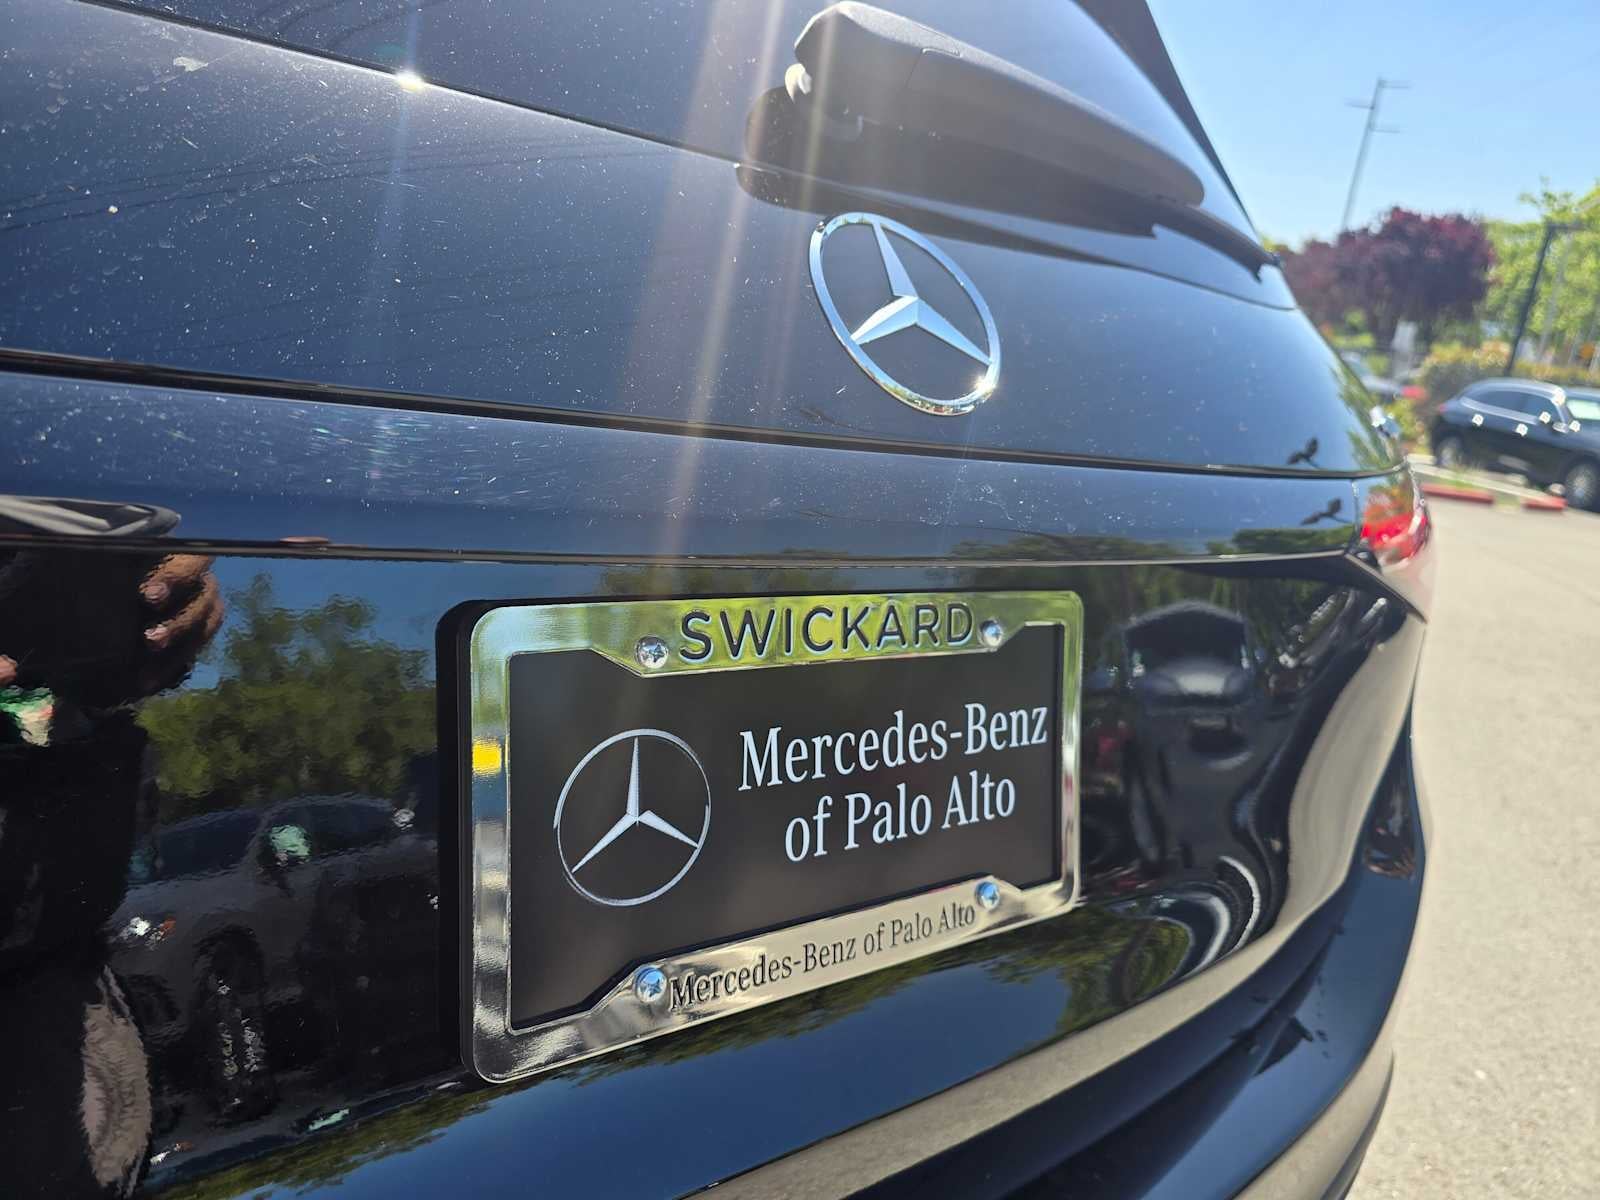 SWICKARD
Mercedes-Benz
of Palo Alto
Mercedes-Benz of Palo Alto